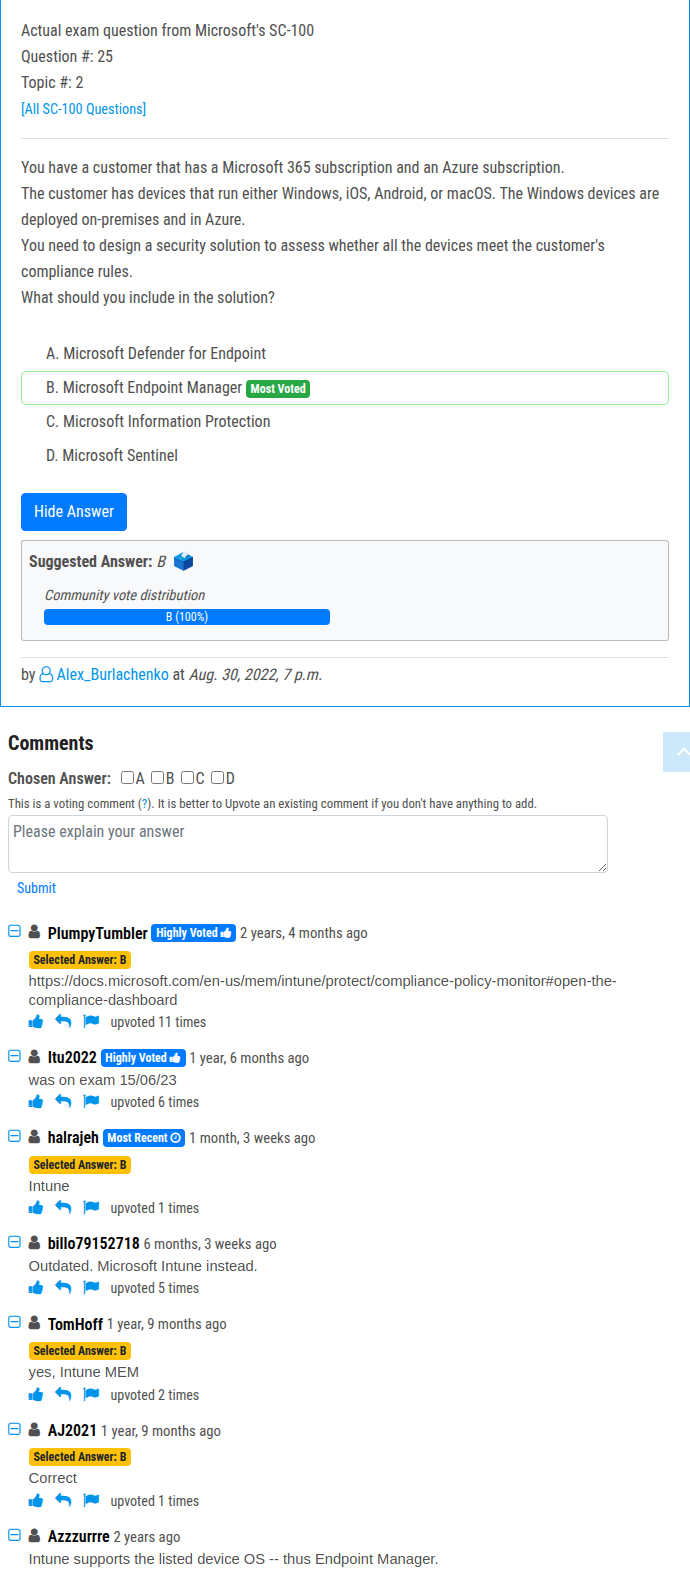 Actual exam question from Microsoft's SC-100
Question #: 25
Topic #: 2
[All SC-100 Questions]
You have a customer that has a Microsoft 365 subscription and an Azure subscription.
The customer has devices that run either Windows, iOS, Android, or macOS. The Windows devices are
deployed on-premises and in Azure.
You need to design a security solution to assess whether all the devices meet the customer's
compliance rules.
What should you include in the solution?
A. Microsoft Defender for Endpoint
B. Microsoft Endpoint Manager Most Voted
C. Microsoft Information Protection
D. Microsoft Sentinel
Hide Answer
Suggested Answer: B
Community vote distribution
B (100%)
by Alex_Burlachenko at Aug. 30, 2022, 7 p.m.
Comments
Chosen Answer: A B C D
This is a voting comment (?). It is better to Upvote an existing comment if you don't have anything to add.
Please explain your answer
Submit
PlumpyTumbler Highly Voted 2 years, 4 months ago
Selected Answer: B
https://docs.microsoft.com/en-us/mem/intune/protect/compliance-policy-monitor#open-the-
compliance-dashboard
upvoted 11 times
Itu2022 Highly Voted 1 year, 6 months ago
was on exam 15/06/23
upvoted 6 times
halrajeh Most Recent 1 month, 3 weeks ago
Selected Answer: B
Intune
upvoted 1 times
billo79152718 6 months, 3 weeks ago
Outdated. Microsoft Intune instead.
upvoted 5 times
TomHoff 1 year, 9 months ago
Selected Answer: B
yes, Intune MEM
upvoted 2 times
AJ2021 1 year, 9 months ago
Selected Answer: B
Correct
upvoted 1 times
Azzzurrre 2 years ago
Intune supports the listed device OS -- thus Endpoint Manager.